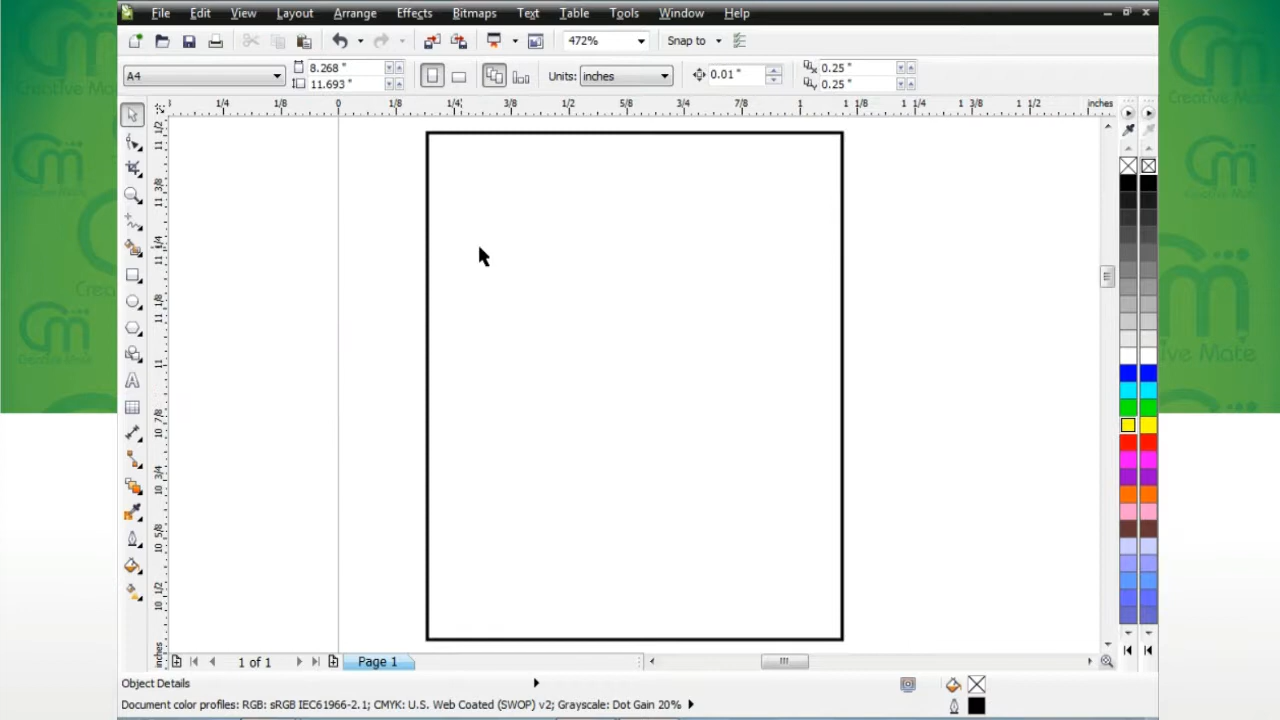 File Edit View Layout Arrange Effects Bitmaps Text Table Tools Window Help
472% Snap to
A4 8.268 " 11.693 " Units: inches 0.01 " 0.25 " 0.25 "
1/4 1/8 0 1/8 1/4 3/8 1/2 5/8 3/4 7/8 1 1 1/8 1 1/4 1 3/8 1 1/2 inches
11 1/2
11 3/8
11 1/4
11 1/8
11
10 7/8
10 3/4
10 5/8
10 1/2
inches
1 of 1 Page 1
Object Details
Document color profiles: RGB: sRGB IEC61966-2.1; CMYK: U.S. Web Coated (SWOP) v2; Grayscale: Dot Gain 20%
Creative Mate